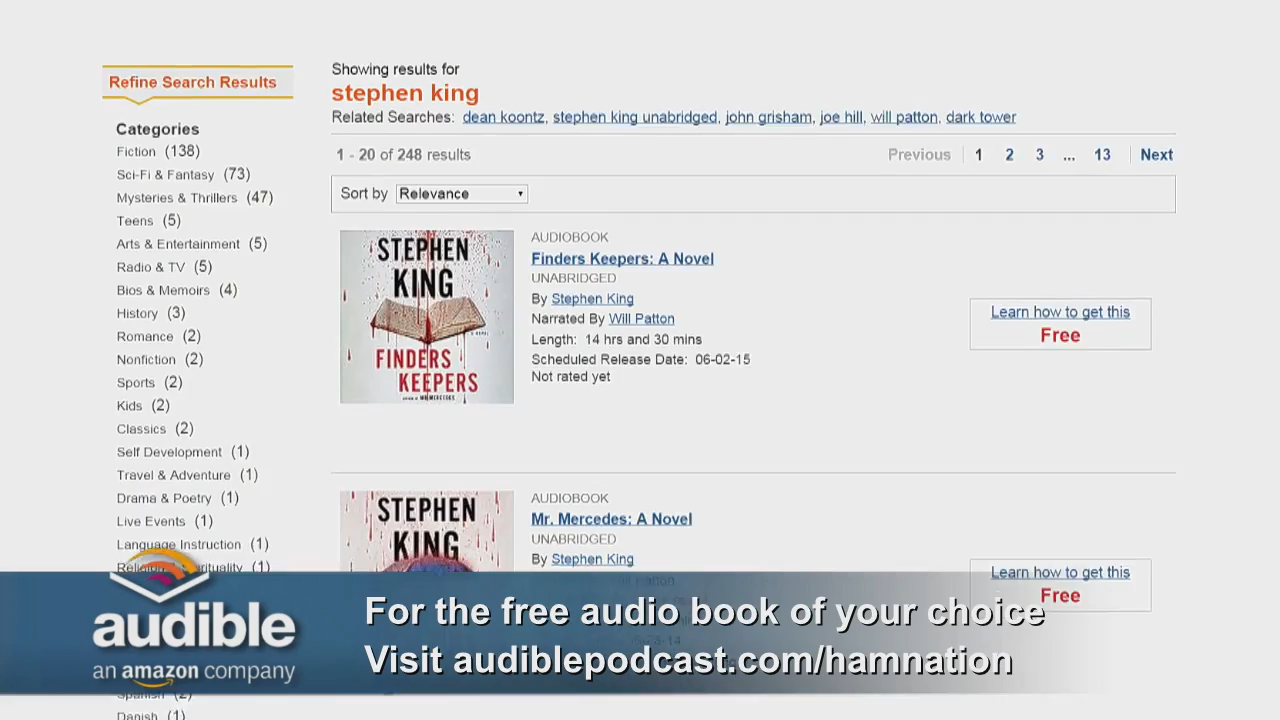 Refine Search Results
Categories
Fiction (138)
Sci-Fi & Fantasy (73)
Mysteries & Thrillers (47)
Teens (5)
Arts & Entertainment (5)
Radio & TV (5)
Bios & Memoirs (4)
History (3)
Romance (2)
Nonfiction (2)
Sports (2)
Kids (2)
Classics (2)
Self Development (1)
Travel & Adventure (1)
Drama & Poetry (1)
Live Events (1)
Language Instruction (1)
(1)
Spanish (2)
Danish (1)
Showing results for
stephen king
Related Searches: dean koontz, stephen king unabridged, john grisham, joe hill, will patton, dark tower
1 - 20 of 248 results
Previous 1 2 3 ... 13 Next
Sort by Relevance
STEPHEN
KING
A NOVEL
FINDERS
KEEPERS
AUTHOR OF MR. MERCEDES
AUDIOBOOK
Finders Keepers: A Novel
UNABRIDGED
By Stephen King
Narrated By Will Patton
Length: 14 hrs and 30 mins
Scheduled Release Date: 06-02-15
Not rated yet
Learn how to get this
Free
STEPHEN
KING
AUDIOBOOK
Mr. Mercedes: A Novel
UNABRIDGED
By Stephen King
Learn how to get this
Free
audible
an amazon company
For the free audio book of your choice
Visit audiblepodcast.com/hamnation